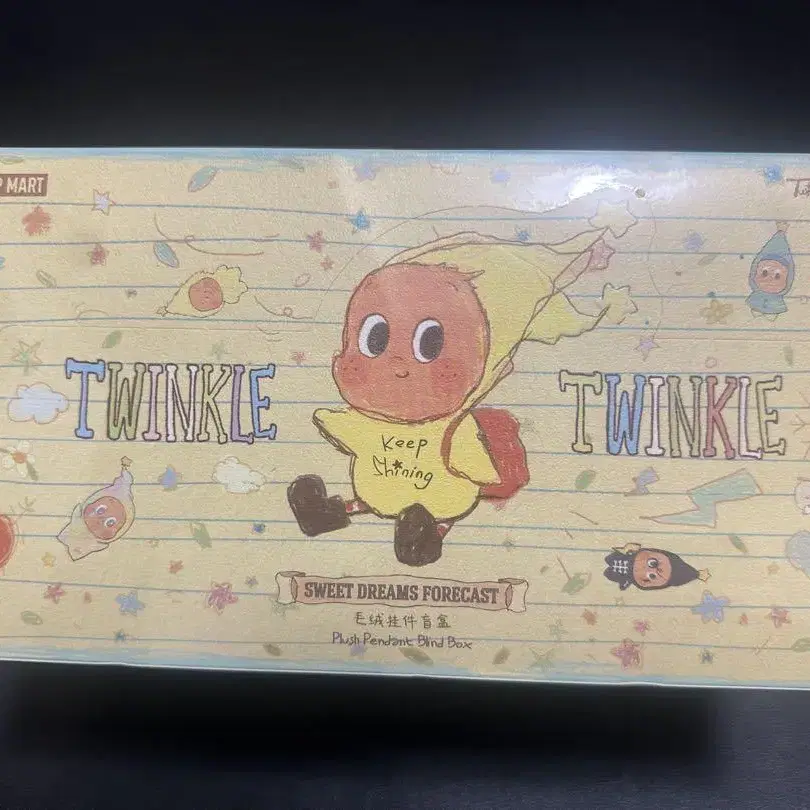 P MART
TWINKLE
Keep
Shining
TWINKLE
SWEET DREAMS FORECAST
毛绒挂件盲盒
Plush Pendant Blind Box